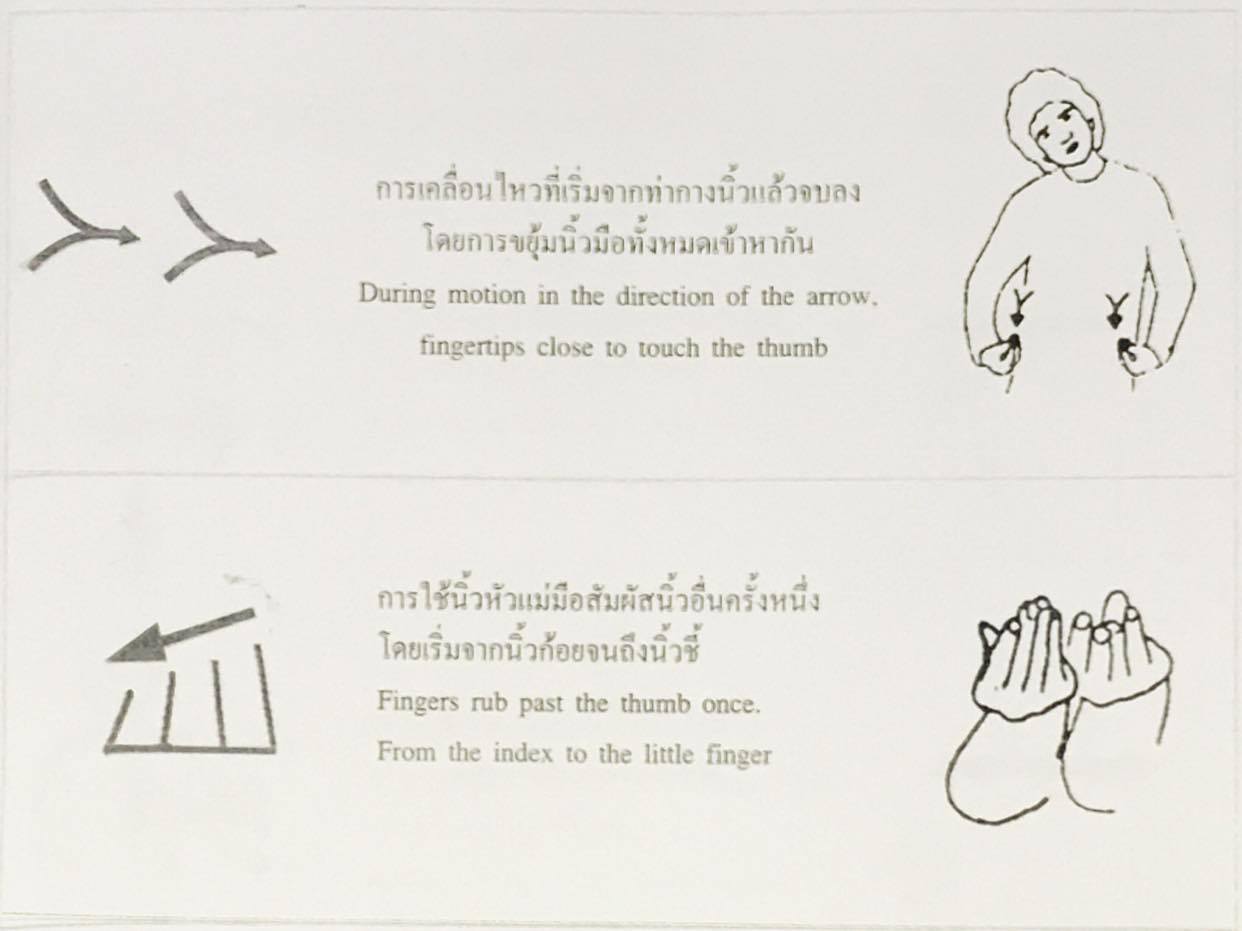 การเคลื่อนไหวที่เริ่มจากท่ากางนิ้วแล้วจบลง
โดยการขยุ้มนิ้วมือทั้งหมดเข้าหากัน
During motion in the direction of the arrow.
fingertips close to touch the thumb
การใช้นิ้วหัวแม่มือสัมผัสนิ้วอื่นครั้งหนึ่ง
โดยเริ่มจากนิ้วก้อยจนถึงนิ้วชี้
Fingers rub past the thumb once.
From the index to the little finger